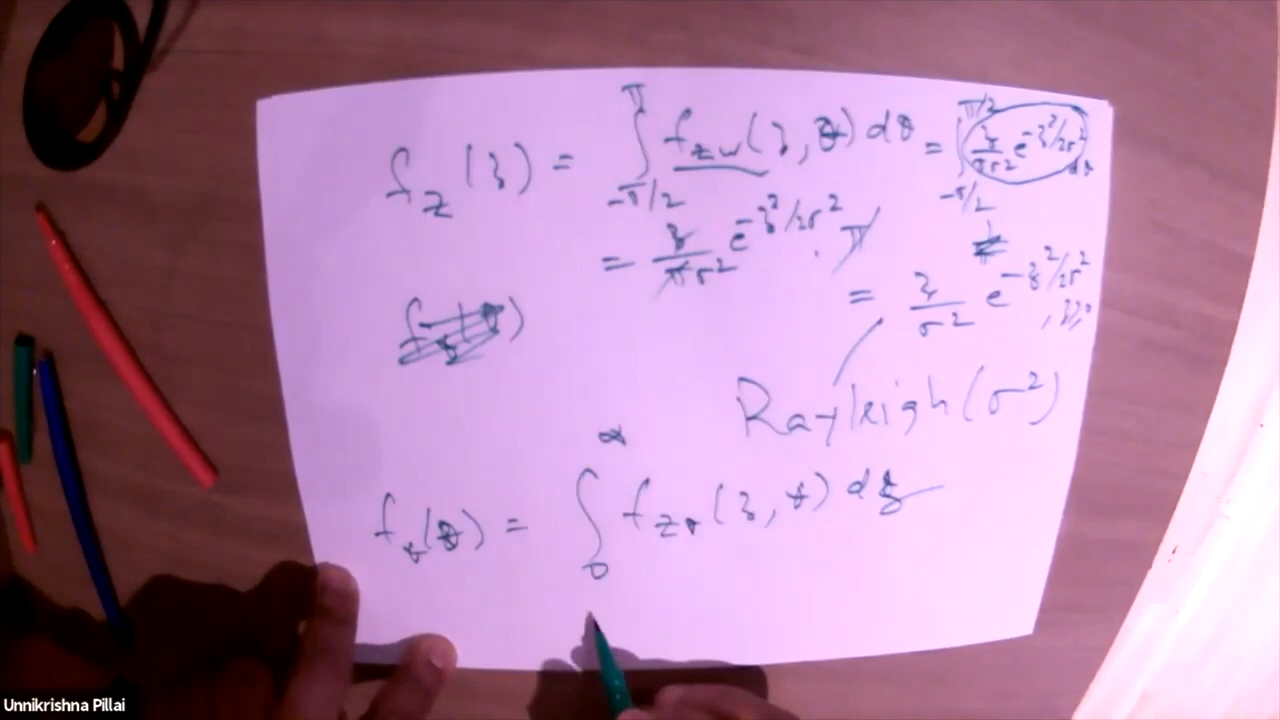 f_Z(z) = ∫_{-π/2}^{π} f_{ZW}(z, θ) dθ = ∫_{-π/2}^{π/2} z/(πσ²) e^{-z²/2σ²} dθ
= z/(πσ²) e^{-z²/2σ²} · π
= z/σ² e^{-z²/2σ²}, z≥0
Rayleigh(σ²)
f_θ(θ) = ∫_0^∞ f_{Zθ}(z, θ) dz
Unnikrishna Pillai